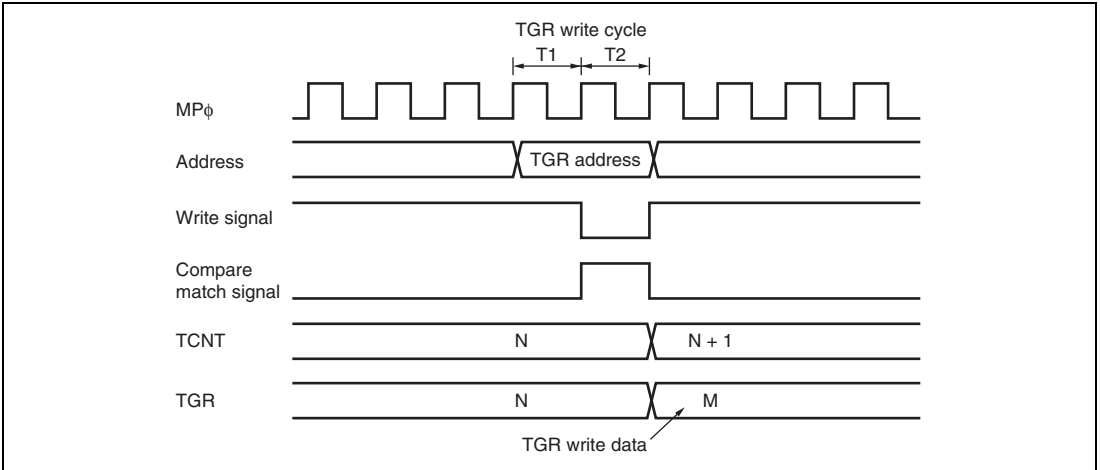 TGR write cycle
T1 T2
MPϕ
Address
TGR address
Write signal
Compare
match signal
TCNT
N
N + 1
TGR
N
M
TGR write data